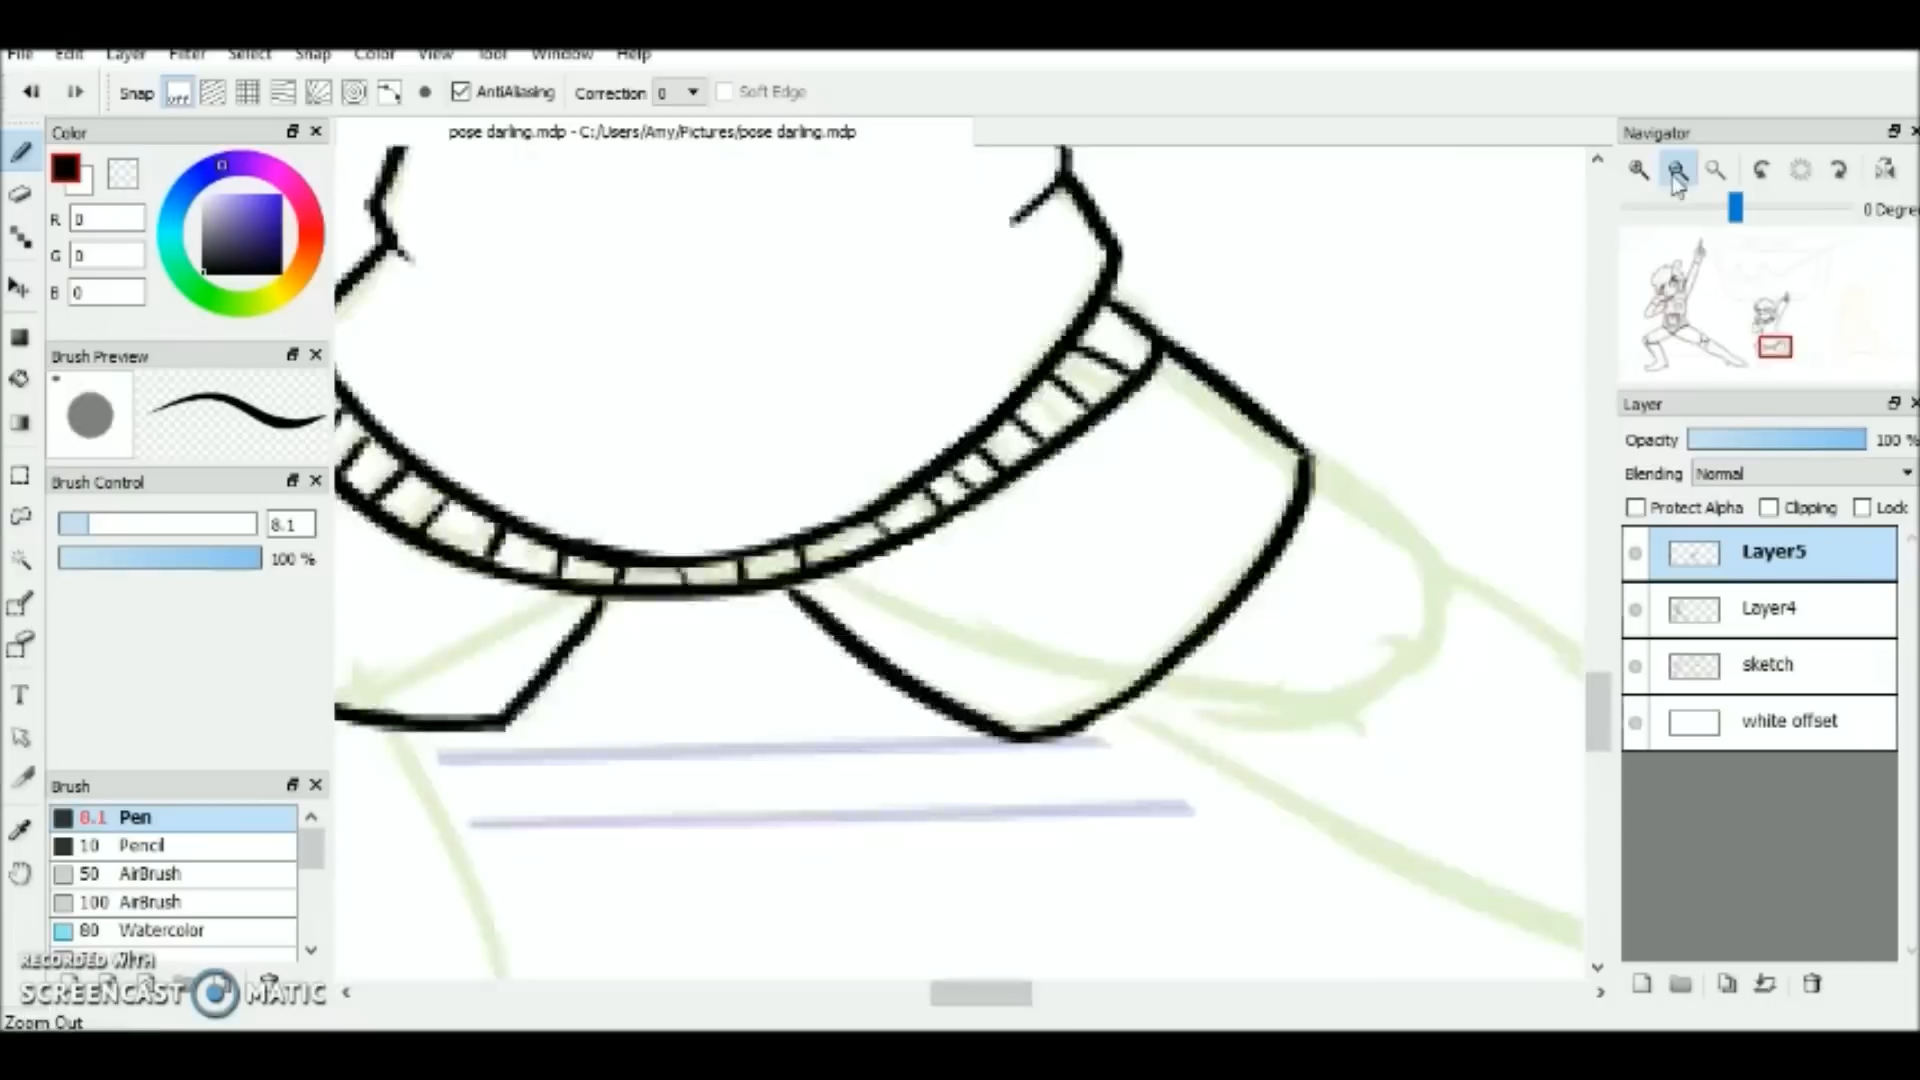 File Edit Layer Filter Select Snap Color View Tool Window Help
Snap off AntiAliasing Correction 0 Soft Edge
Color
pose darling.mdp - C:/Users/Amy/Pictures/pose darling.mdp
Navigator
R 0
G 0
B 0
0 Degre
Brush Preview
Layer
Opacity 100 %
Blending Normal
Brush Control
Protect Alpha Clipping Lock
8.1
100 %
Layer5
Layer4
sketch
white offset
Brush
8.1 Pen
10 Pencil
50 AirBrush
100 AirBrush
80 Watercolor
RECORDED WITH
SCREENCAST MATIC
Zoom Out